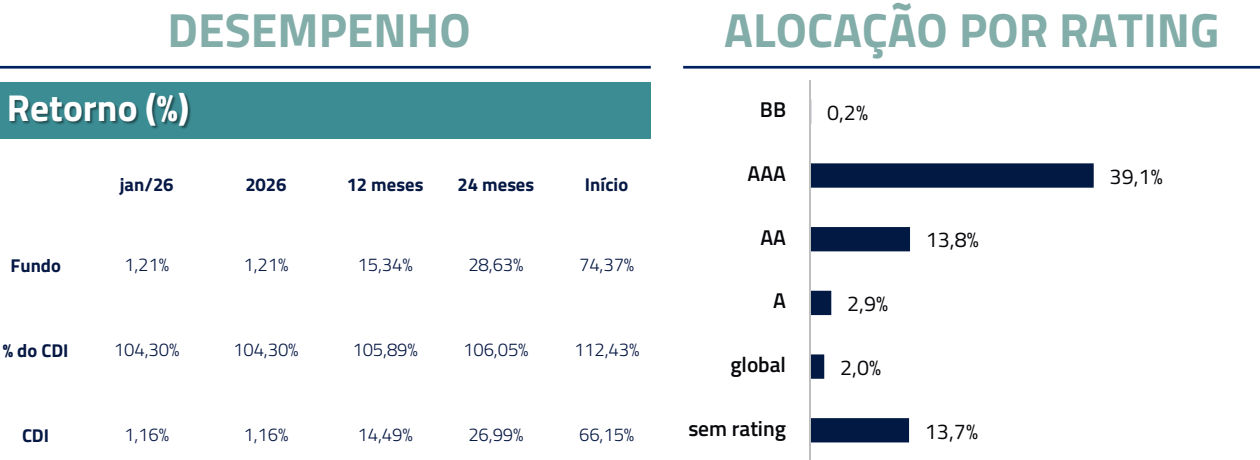 DESEMPENHO
Retorno (%)
jan/26 2026 12 meses 24 meses Início
Fundo 1,21% 1,21% 15,34% 28,63% 74,37%
% do CDI 104,30% 104,30% 105,89% 106,05% 112,43%
CDI 1,16% 1,16% 14,49% 26,99% 66,15%
ALOCAÇÃO POR RATING
BB 0,2%
AAA 39,1%
AA 13,8%
A 2,9%
global 2,0%
sem rating 13,7%